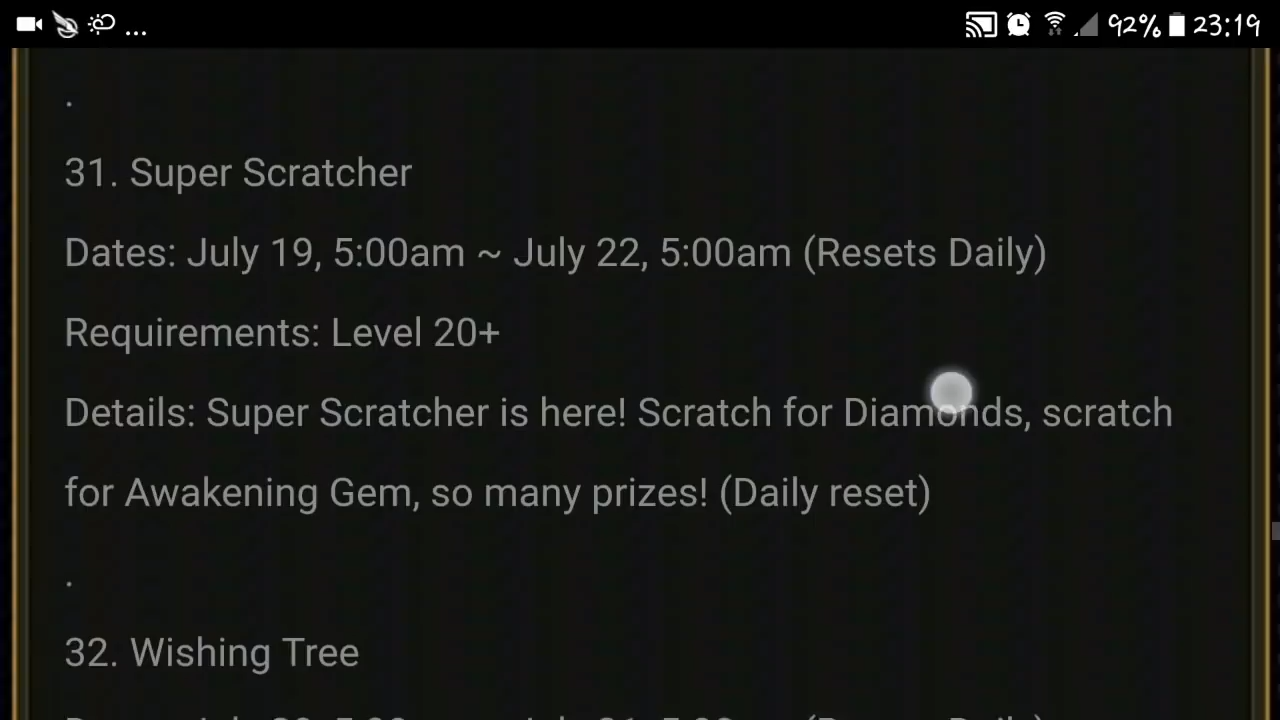 ... 92% 23:19
.
31. Super Scratcher
Dates: July 19, 5:00am ~ July 22, 5:00am (Resets Daily)
Requirements: Level 20+
Details: Super Scratcher is here! Scratch for Diamonds, scratch
for Awakening Gem, so many prizes! (Daily reset)
.
32. Wishing Tree